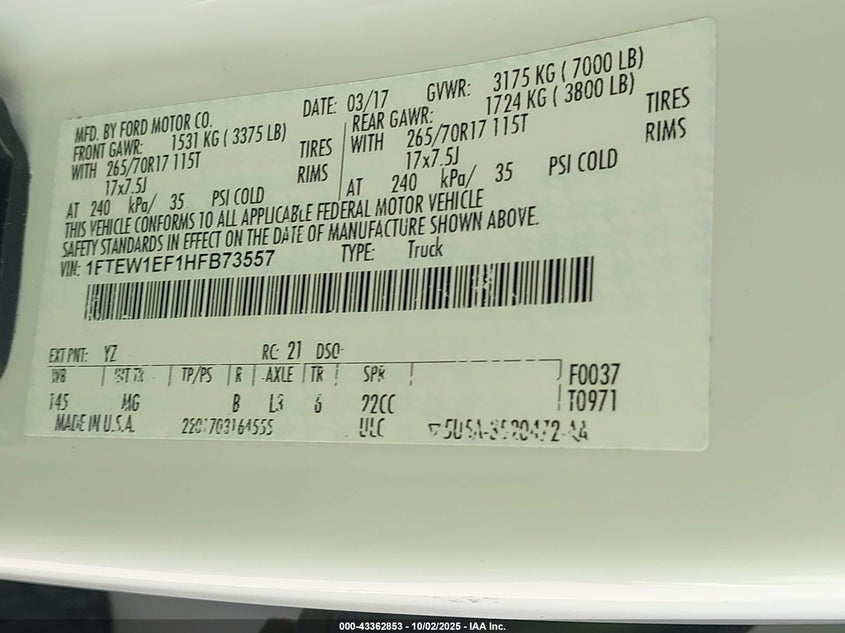 MFD. BY FORD MOTOR CO.
DATE: 03/17 GVWR: 3175 KG ( 7000 LB)
FRONT GAWR: 1531 KG ( 3375 LB) REAR GAWR: 1724 KG ( 3800 LB)
WITH 265/70R17 115T TIRES WITH 265/70R17 115T TIRES
17x7.5J RIMS 17x7.5J RIMS
AT 240 kPa/ 35 PSI COLD AT 240 kPa/ 35 PSI COLD
THIS VEHICLE CONFORMS TO ALL APPLICABLE FEDERAL MOTOR VEHICLE
SAFETY STANDARDS IN EFFECT ON THE DATE OF MANUFACTURE SHOWN ABOVE.
VIN: 1FTEW1EF1HFB73557 TYPE: Truck
EXT PNT: YZ RC: 21 DSO:
WB TP/PS R AXLE TR SPR F0037
145 MG B L3 6 22CC T0971
MADE IN U.S.A. ULC
000-43362853 - 10/02/2025 - IAA Inc.